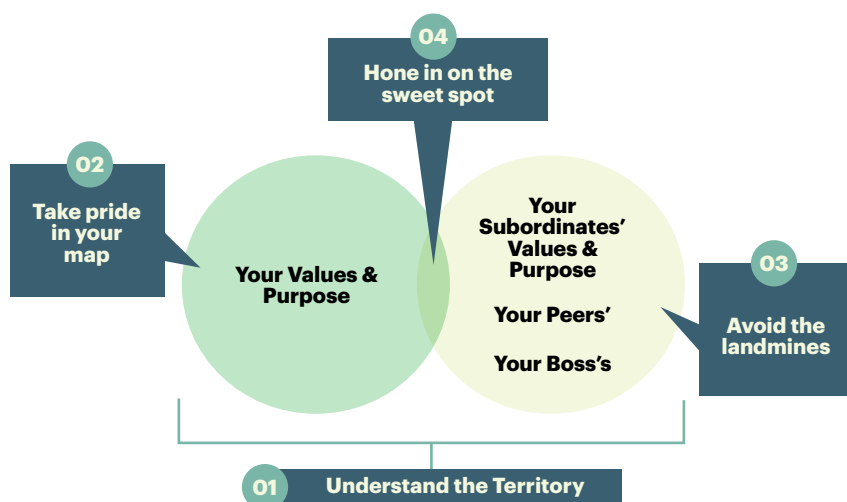 04
Hone in on the
sweet spot
02
Take pride
in your
map
Your Values &
Purpose
Your
Subordinates’
Values &
Purpose
Your Peers’
Your Boss’s
03
Avoid the
landmines
01
Understand the Territory